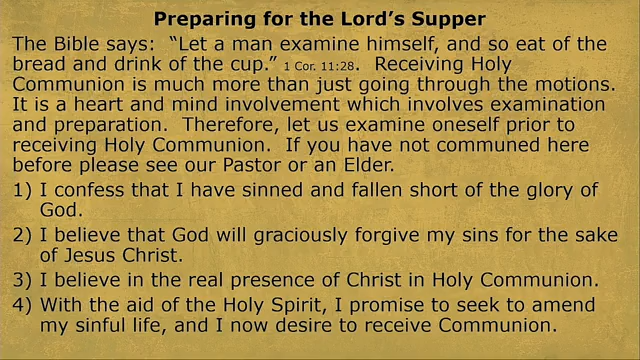 Preparing for the Lord's Supper
The Bible says:  “Let a man examine himself, and so eat of the
bread and drink of the cup.” 1 Cor. 11:28.  Receiving Holy
Communion is much more than just going through the motions.
It is a heart and mind involvement which involves examination
and preparation.  Therefore, let us examine oneself prior to
receiving Holy Communion.  If you have not communed here
before please see our Pastor or an Elder.
1) I confess that I have sinned and fallen short of the glory of
God.
2) I believe that God will graciously forgive my sins for the sake
of Jesus Christ.
3) I believe in the real presence of Christ in Holy Communion.
4) With the aid of the Holy Spirit, I promise to seek to amend
my sinful life, and I now desire to receive Communion.